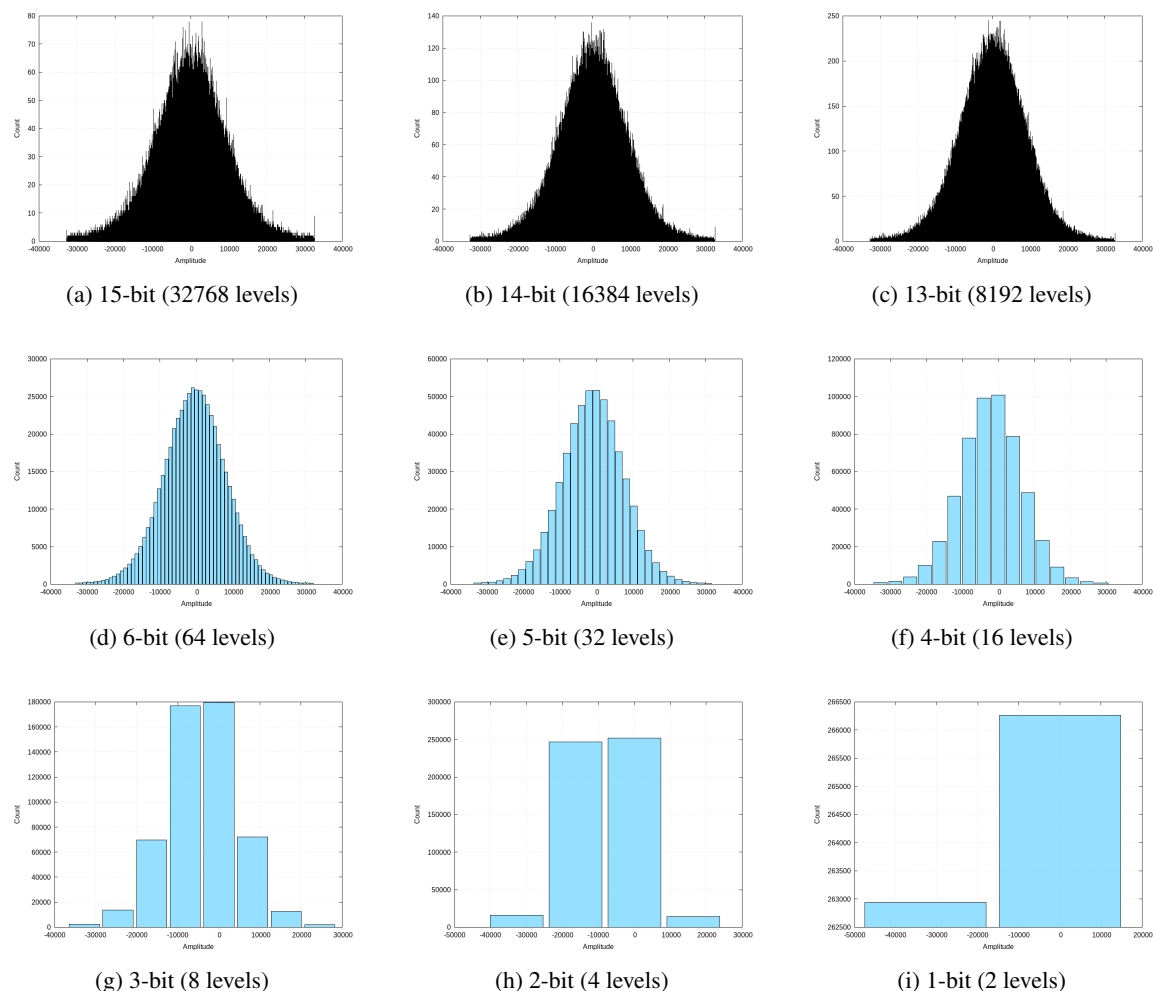 80
70
60
50
40
30
20
10
0
Count
-40000 -30000 -20000 -10000 0 10000 20000 30000 40000
Amplitude
(a) 15-bit (32768 levels)
140
120
100
80
60
40
20
0
Count
-40000 -30000 -20000 -10000 0 10000 20000 30000 40000
Amplitude
(b) 14-bit (16384 levels)
250
200
150
100
50
0
Count
-40000 -30000 -20000 -10000 0 10000 20000 30000 40000
Amplitude
(c) 13-bit (8192 levels)
30000
25000
20000
15000
10000
5000
0
Count
-40000 -30000 -20000 -10000 0 10000 20000 30000 40000
Amplitude
(d) 6-bit (64 levels)
60000
50000
40000
30000
20000
10000
0
Count
-40000 -30000 -20000 -10000 0 10000 20000 30000 40000
Amplitude
(e) 5-bit (32 levels)
120000
100000
80000
60000
40000
20000
0
Count
-40000 -30000 -20000 -10000 0 10000 20000 30000 40000
Amplitude
(f) 4-bit (16 levels)
180000
160000
140000
120000
100000
80000
60000
40000
20000
0
Count
-40000 -30000 -20000 -10000 0 10000 20000 30000
Amplitude
(g) 3-bit (8 levels)
300000
250000
200000
150000
100000
50000
0
Count
-50000 -40000 -30000 -20000 -10000 0 10000 20000 30000
Amplitude
(h) 2-bit (4 levels)
266500
266000
265500
265000
264500
264000
263500
263000
262500
Count
-50000 -40000 -30000 -20000 -10000 0 10000 20000
Amplitude
(i) 1-bit (2 levels)